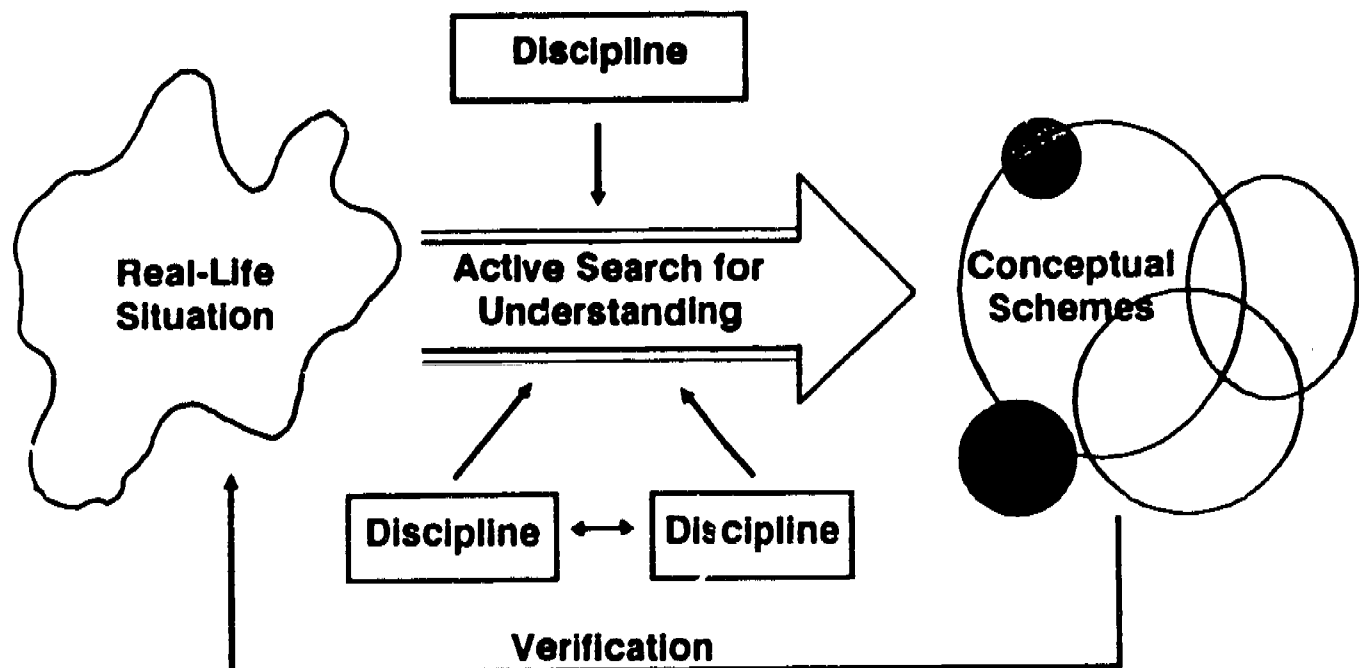 Discipline
Real-Life
Situation
Active Search for
Understanding
Conceptual
Schemes
Discipline
Discipline
Verification